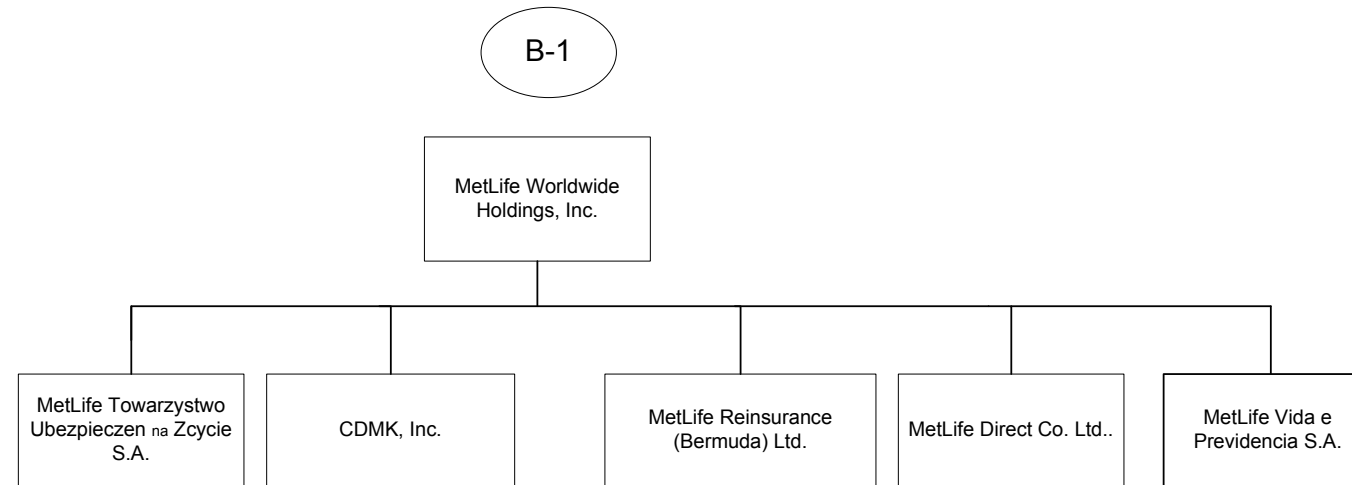 B-1
MetLife Worldwide
Holdings, Inc.
MetLife Towarzystwo
Ubezpieczen na Zcycie
S.A.
CDMK, Inc.
MetLife Reinsurance
(Bermuda) Ltd.
MetLife Direct Co. Ltd..
MetLife Vida e
Previdencia S.A.